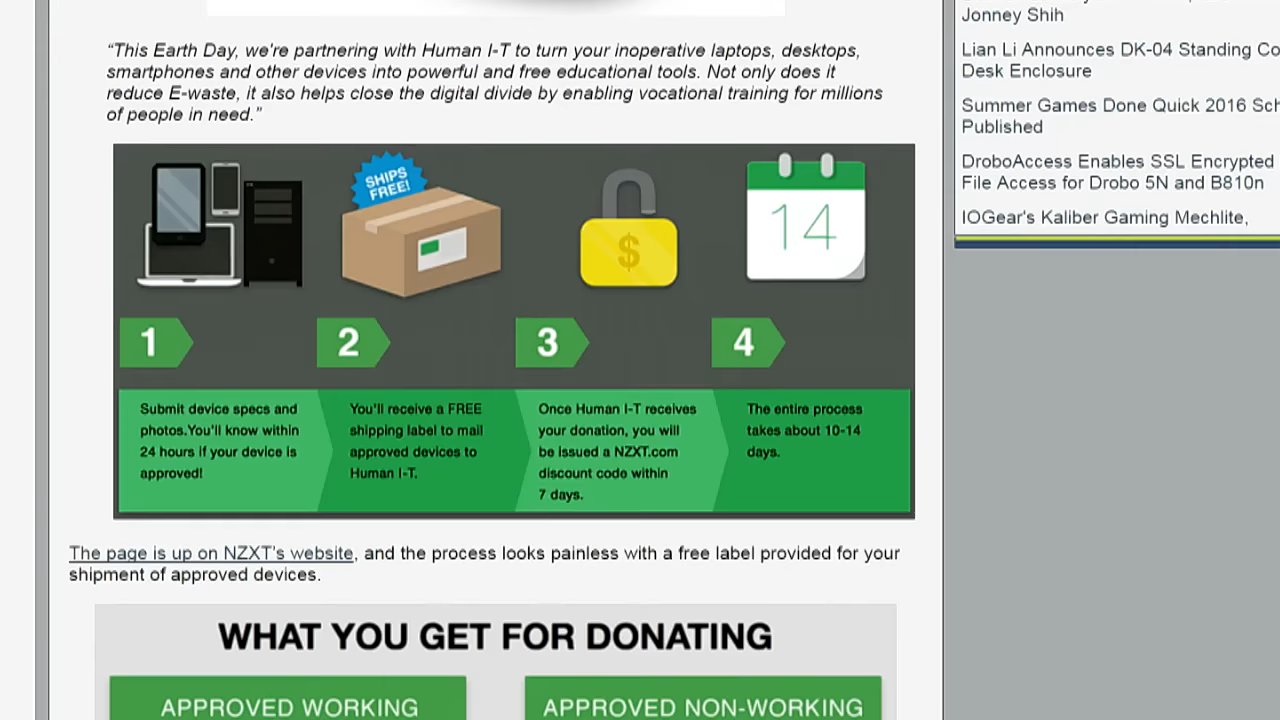 “This Earth Day, we’re partnering with Human I-T to turn your inoperative laptops, desktops,
smartphones and other devices into powerful and free educational tools. Not only does it
reduce E-waste, it also helps close the digital divide by enabling vocational training for millions
of people in need.”
SHIPS
FREE!
$
14
1
2
3
4
Submit device specs and
photos.You'll know within
24 hours if your device is
approved!
You'll receive a FREE
shipping label to mail
approved devices to
Human I-T.
Once Human I-T receives
your donation, you will
be issued a NZXT.com
discount code within
7 days.
The entire process
takes about 10-14
days.
The page is up on NZXT’s website, and the process looks painless with a free label provided for your
shipment of approved devices.
WHAT YOU GET FOR DONATING
APPROVED WORKING
APPROVED NON-WORKING
Jonney Shih
Lian Li Announces DK-04 Standing Co
Desk Enclosure
Summer Games Done Quick 2016 Sch
Published
DroboAccess Enables SSL Encrypted
File Access for Drobo 5N and B810n
IOGear's Kaliber Gaming Mechlite,